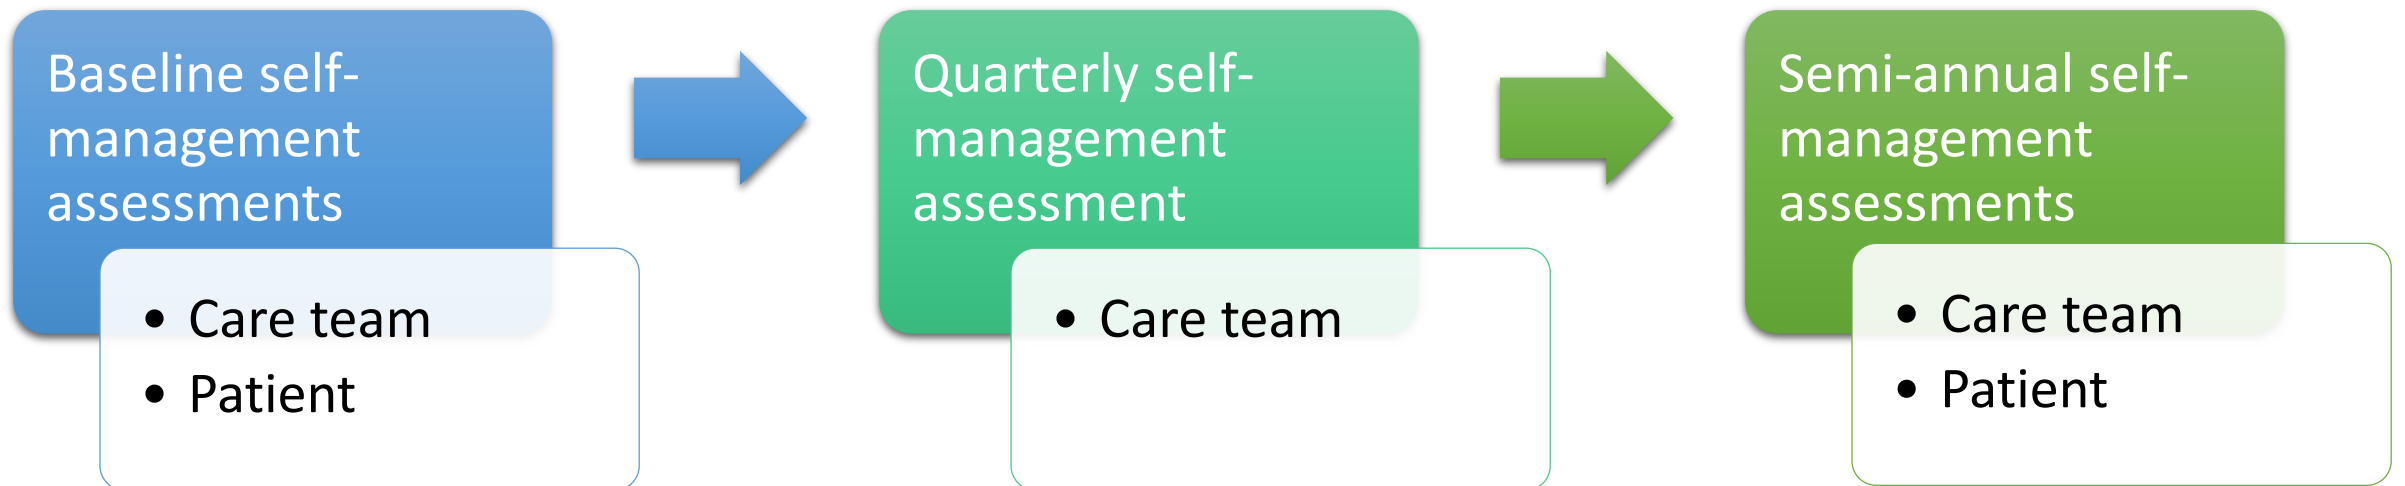 Baseline self-
management
assessments
• Care team
• Patient
Quarterly self-
management
assessment
• Care team
Semi-annual self-
management
assessments
• Care team
• Patient